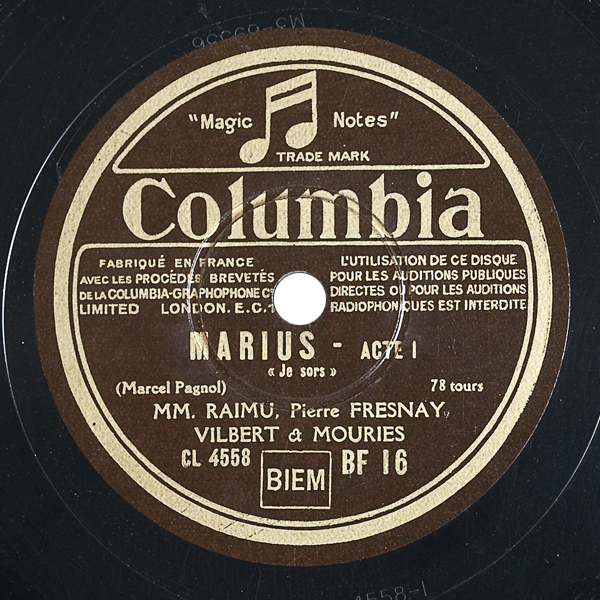 "Magic Notes"
TRADE MARK
Columbia
FABRIQUÉ EN FRANCE
AVEC LES PROCÉDÉS BREVETÉS
DE LA COLUMBIA-GRAPHOPHONE Cº
LIMITED LONDON. E.C.1
L'UTILISATION DE CE DISQUE
POUR LES AUDITIONS PUBLIQUES
DIRECTES OU POUR LES AUDITIONS
RADIOPHONIQUES EST INTERDITE
MARIUS - ACTE I
« Je sors »
(Marcel Pagnol) 78 tours
MM. RAIMU, Pierre FRESNAY,
VILBERT & MOURIES
CL 4558 BIEM BF 16
4558-1